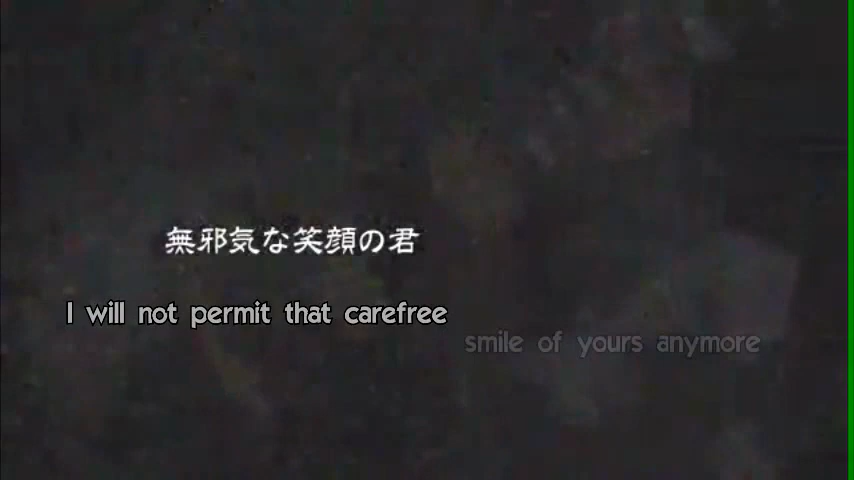 無邪気な笑顔の君
I will not permit that carefree
smile of yours anymore